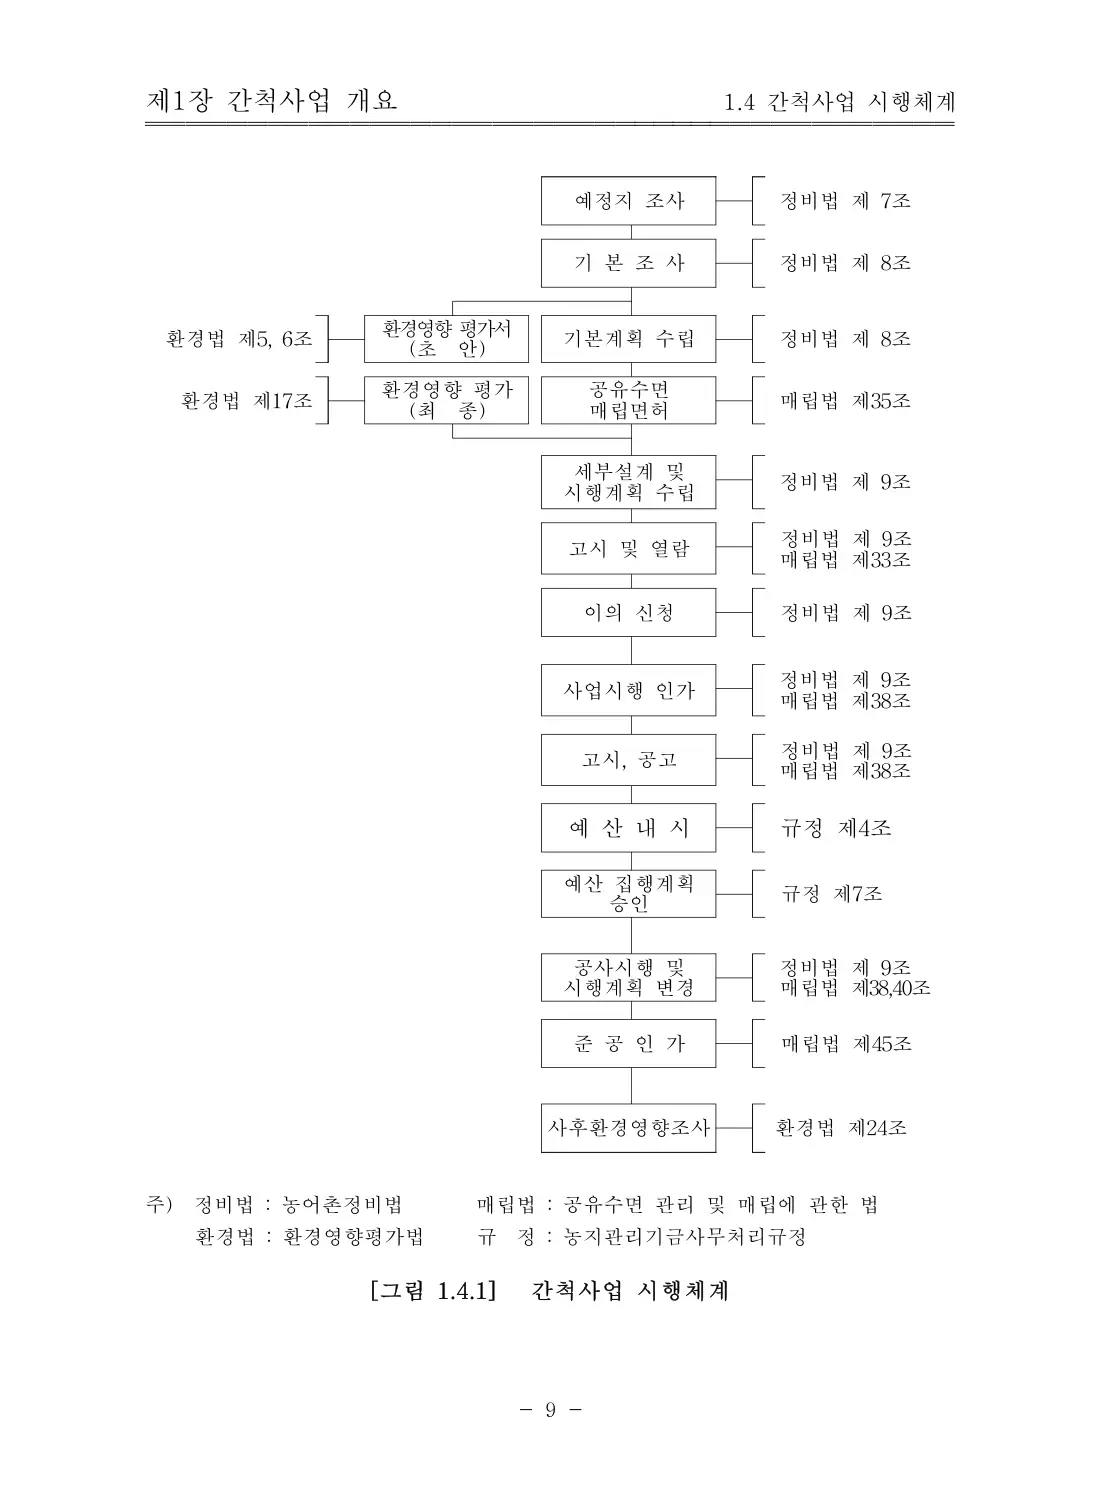 제1장 간척사업 개요
1.4 간척사업 시행체계
예정지 조사
정비법 제 7조
기 본 조 사
정비법 제 8조
환경법 제5, 6조
환경영향 평가서
(초 안)
기본계획 수립
정비법 제 8조
환경법 제17조
환경영향 평가
(최 종)
공유수면
매립면허
매립법 제35조
세부설계 및
시행계획 수립
정비법 제 9조
고시 및 열람
정비법 제 9조
매립법 제33조
이의 신청
정비법 제 9조
사업시행 인가
정비법 제 9조
매립법 제38조
고시, 공고
정비법 제 9조
매립법 제38조
예 산 내 시
규정 제4조
예산 집행계획
승인
규정 제7조
공사시행 및
시행계획 변경
정비법 제 9조
매립법 제38,40조
준 공 인 가
매립법 제45조
사후환경영향조사
환경법 제24조
주) 정비법 : 농어촌정비법 매립법 : 공유수면 관리 및 매립에 관한 법
환경법 : 환경영향평가법 규 정 : 농지관리기금사무처리규정
[그림 1.4.1] 간척사업 시행체계
- 9 -